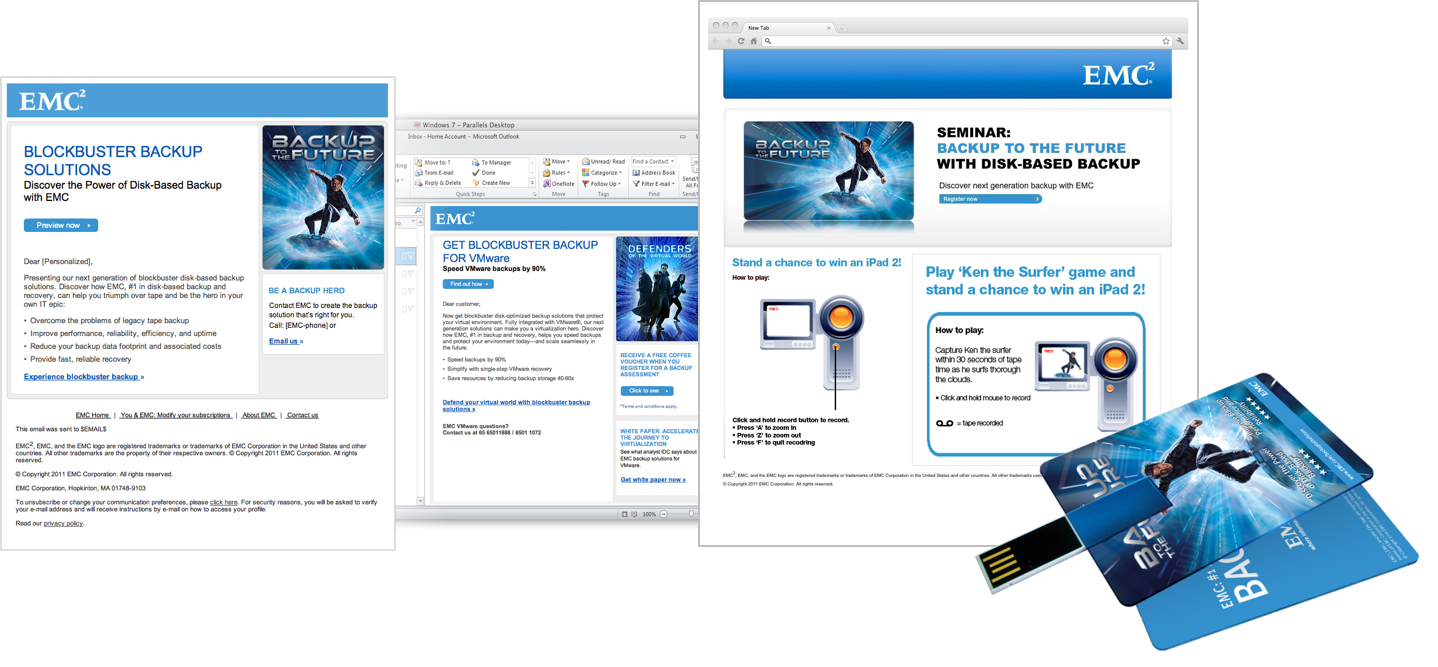 EMC²
BLOCKBUSTER BACKUP
SOLUTIONS
Discover the Power of Disk-Based Backup
with EMC
Preview now
Dear [Personalized],
Presenting our next generation of blockbuster disk-based backup
solutions. Discover how EMC, #1 in disk-based backup and
recovery, can help you triumph over tape and be the hero in your
own IT epic:
• Overcome the problems of legacy tape backup
• Improve performance, reliability, efficiency, and uptime
• Reduce your backup data footprint and associated costs
• Provide fast, reliable recovery
Experience blockbuster backup »
BACKUP
TO THE
FUTURE
BE A BACKUP HERO
Contact EMC to create the backup
solution that's right for you.
Call: [EMC-phone] or
Email us »
EMC Home | You & EMC: Modify your subscriptions | About EMC | Contact us
This email was sent to $EMAIL$
EMC², EMC, and the EMC logo are registered trademarks or trademarks of EMC Corporation in the United States and other
countries. All other trademarks are the property of their respective owners. © Copyright 2011 EMC Corporation. All rights
reserved.
© Copyright 2011 EMC Corporation. All rights reserved.
EMC Corporation, Hopkinton, MA 01748-9103
To unsubscribe or change your communication preferences, please click here. For security reasons, you will be asked to verify
your e-mail address and will receive instructions by e-mail on how to access your profile.
Read our privacy policy.
Windows 7 – Parallels Desktop
Inbox - Home Account – Microsoft Outlook
Move to: ?
To Manager
Team E-mail
Done
Reply & Delete
Create New
Quick Steps
Move
Rules
OneNote
Move
Unread/ Read
Categorize
Follow Up
Tags
Find a Contact
Address Book
Filter E-mail
Find
Send/
All F
Send/
EMC²
GET BLOCKBUSTER BACKUP
FOR VMware
Speed VMware backups by 90%
Find out how
Dear customer,
Now get blockbuster disk-optimized backup solutions that protect
your virtual environment. Fully integrated with VMware®, our next
generation solutions can make you a virtualization hero. Discover
how EMC, #1 in backup and recovery, helps you speed backups
and protect your environment today—and scale seamlessly in
the future.
• Speed backups by 90%
• Simplify with single-step VMware recovery
• Save resources by reducing backup storage 40-60x
Defend your virtual world with blockbuster backup
solutions »
EMC VMware questions?
Contact us at 65 65011888 / 6501 1072
DEFENDERS
OF THE VIRTUAL WORLD
RECEIVE A FREE COFFEE
VOUCHER WHEN YOU
REGISTER FOR A BACKUP
ASSESSMENT
Click to see
*Terms and conditions apply.
WHITE PAPER: ACCELERATE
THE JOURNEY TO
VIRTUALIZATION
See what analyst IDC says about
EMC backup solutions for
VMware.
Get white paper now »
100%
New Tab
EMC²
BACKUP
TO THE
FUTURE
SEMINAR:
BACKUP TO THE FUTURE
WITH DISK-BASED BACKUP
Discover next generation backup with EMC
Register now
Stand a chance to win an iPad 2!
How to play:
REC
Click and hold record button to record.
• Press 'A' to zoom in
• Press 'Z' to zoom out
• Press 'F' to quit recodring
Play 'Ken the Surfer' game and
stand a chance to win an iPad 2!
How to play:
Capture Ken the surfer
within 30 seconds of tape
time as he surfs through
the clouds.
• Click and hold mouse to record
= tape recorded
EMC², EMC, and the EMC logo are registered trademarks or trademarks of EMC Corporation in the United States and other countries. All other trademarks
© Copyright 2011 EMC Corporation. All rights reserved.
EMC²
Discover
the Power
of Disk-Based
Backup
UP
TO THE
URE
BACKUP
TO THE
EMC: #1
BAC